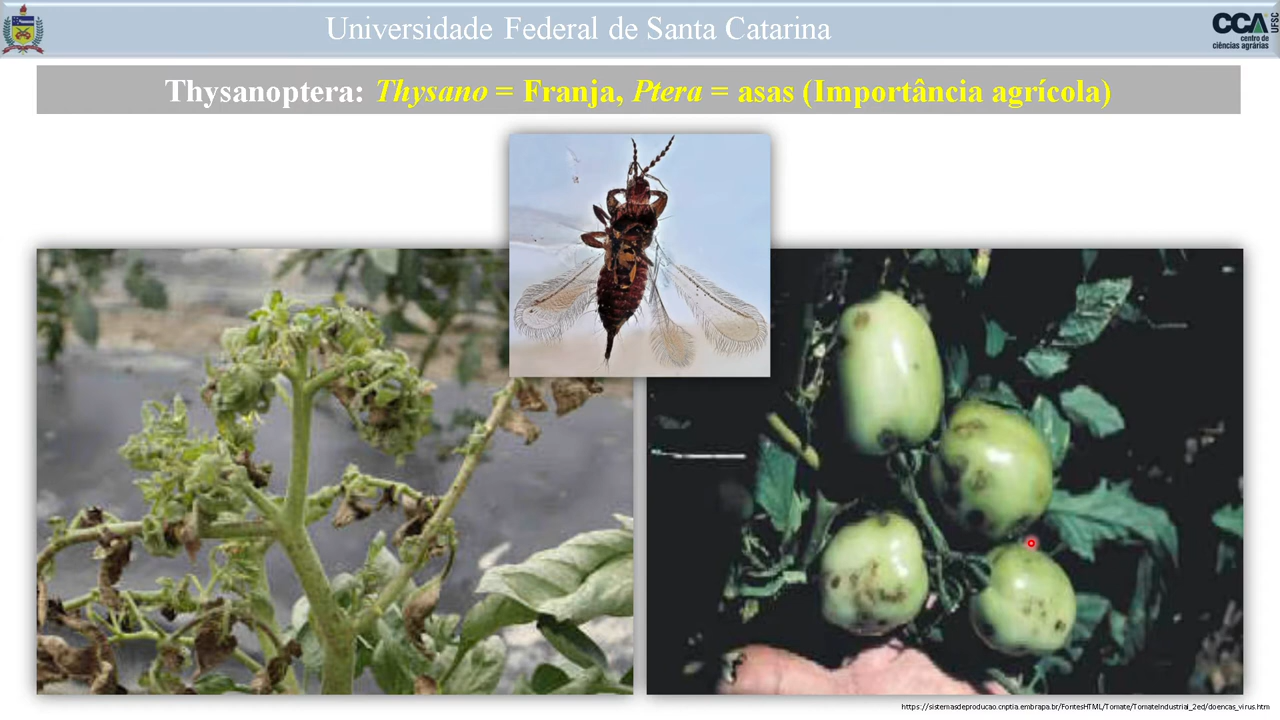 Universidade Federal de Santa Catarina
CCA
UFSC
centro de
ciências agrárias
Thysanoptera: Thysano = Franja, Ptera = asas (Importância agrícola)
https://sistemasdeproducao.cnptia.embrapa.br/FontesHTML/Tomate/TomateIndustrial_2ed/doencas_virus.htm